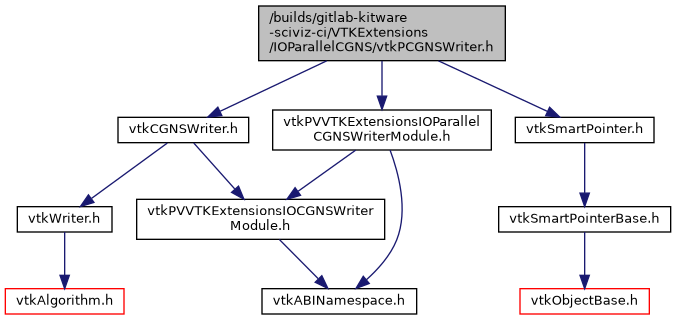 /builds/gitlab-kitware
-sciviz-ci/VTKExtensions
/IOParallelCGNS/vtkPCGNSWriter.h
vtkCGNSWriter.h
vtkPVVTKExtensionsIOParallel
CGNSWriterModule.h
vtkSmartPointer.h
vtkWriter.h
vtkPVVTKExtensionsIOCGNSWriter
Module.h
vtkSmartPointerBase.h
vtkAlgorithm.h
vtkABINamespace.h
vtkObjectBase.h